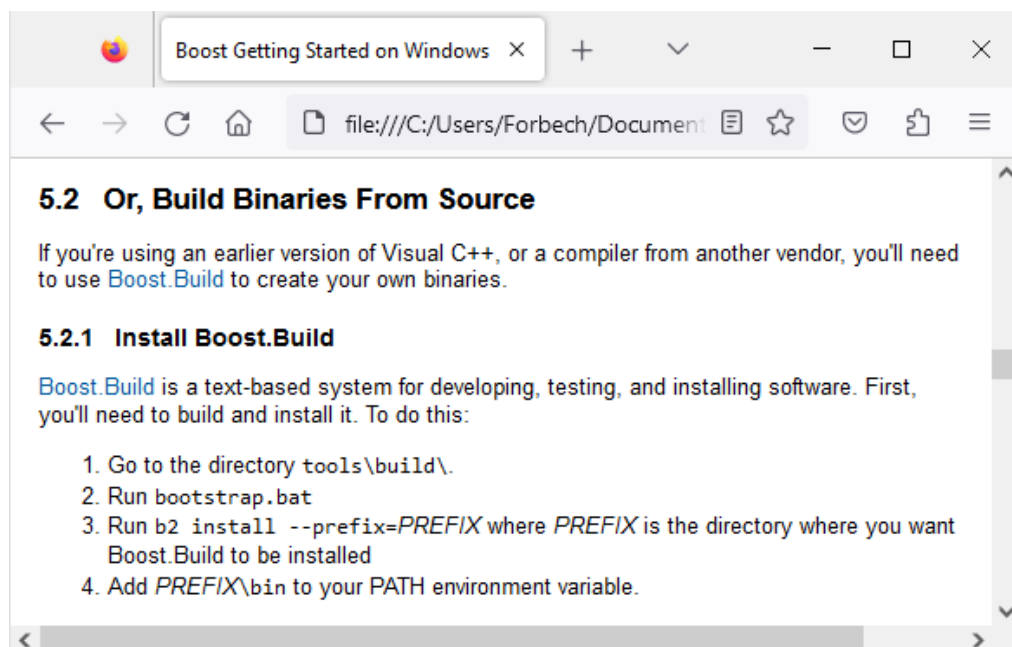 Boost Getting Started on Windows
file:///C:/Users/Forbech/Document
5.2 Or, Build Binaries From Source
If you're using an earlier version of Visual C++, or a compiler from another vendor, you'll need
to use Boost.Build to create your own binaries.
5.2.1 Install Boost.Build
Boost.Build is a text-based system for developing, testing, and installing software. First,
you'll need to build and install it. To do this:
1. Go to the directory tools\build\.
2. Run bootstrap.bat
3. Run b2 install --prefix=PREFIX where PREFIX is the directory where you want
Boost.Build to be installed
4. Add PREFIX\bin to your PATH environment variable.